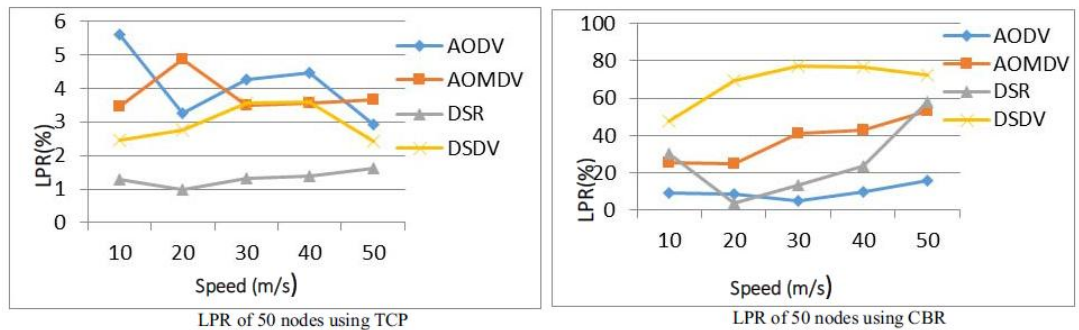 6
5
4
3
2
1
0
LPR(%)
10 20 30 40 50
Speed (m/s)
AODV
AOMDV
DSR
DSDV
LPR of 50 nodes using TCP
100
80
60
40
20
0
LPR(%)
10 20 30 40 50
Speed (m/s)
AODV
AOMDV
DSR
DSDV
LPR of 50 nodes using CBR